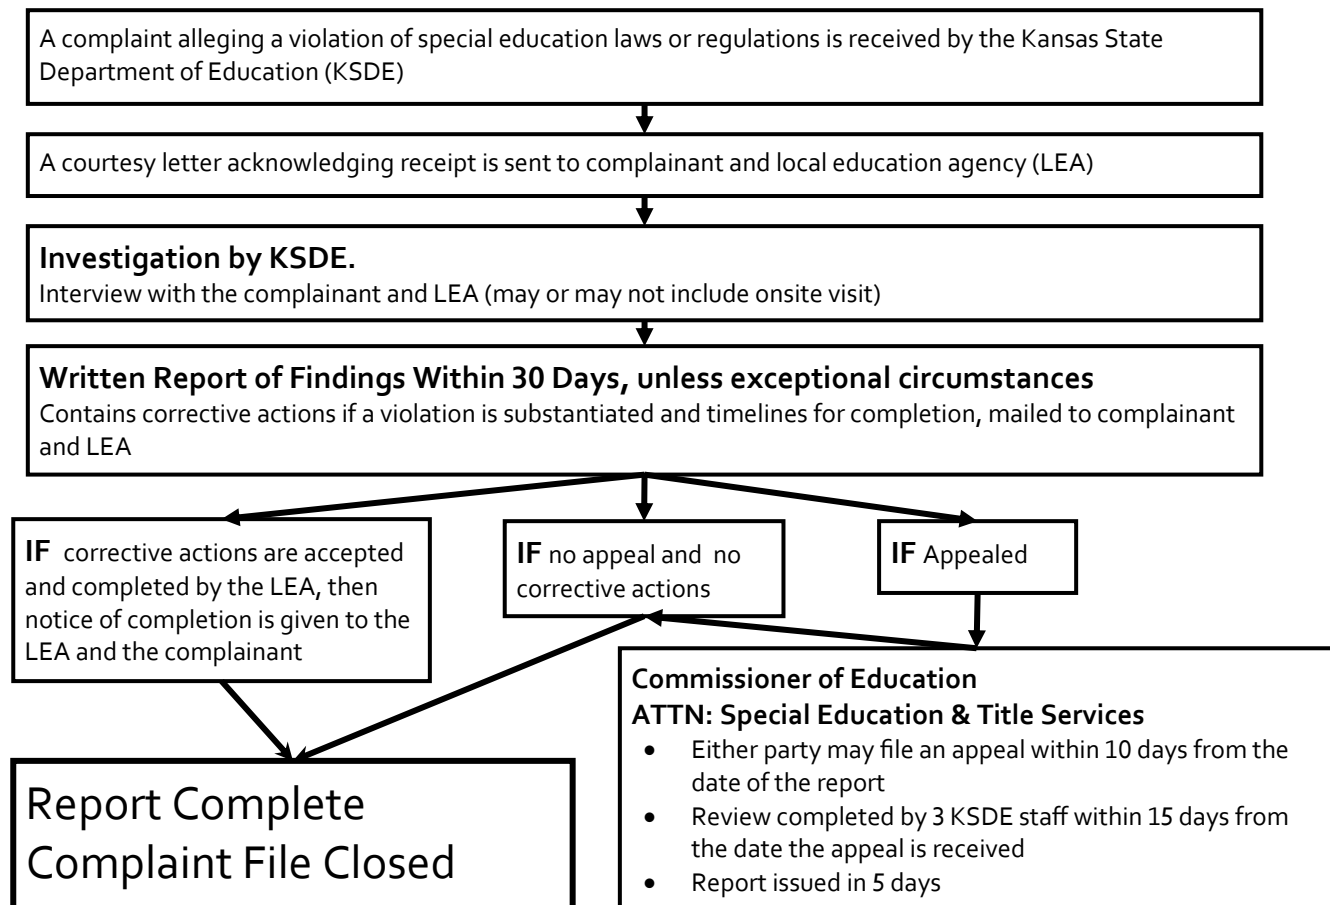 A complaint alleging a violation of special education laws or regulations is received by the Kansas State
Department of Education (KSDE)
A courtesy letter acknowledging receipt is sent to complainant and local education agency (LEA)
Investigation by KSDE.
Interview with the complainant and LEA (may or may not include onsite visit)
Written Report of Findings Within 30 Days, unless exceptional circumstances
Contains corrective actions if a violation is substantiated and timelines for completion, mailed to complainant
and LEA
IF corrective actions are accepted
and completed by the LEA, then
notice of completion is given to the
LEA and the complainant
IF no appeal and no
corrective actions
IF Appealed
Commissioner of Education
ATTN: Special Education & Title Services
• Either party may file an appeal within 10 days from the
date of the report
• Review completed by 3 KSDE staff within 15 days from
the date the appeal is received
• Report issued in 5 days
Report Complete
Complaint File Closed